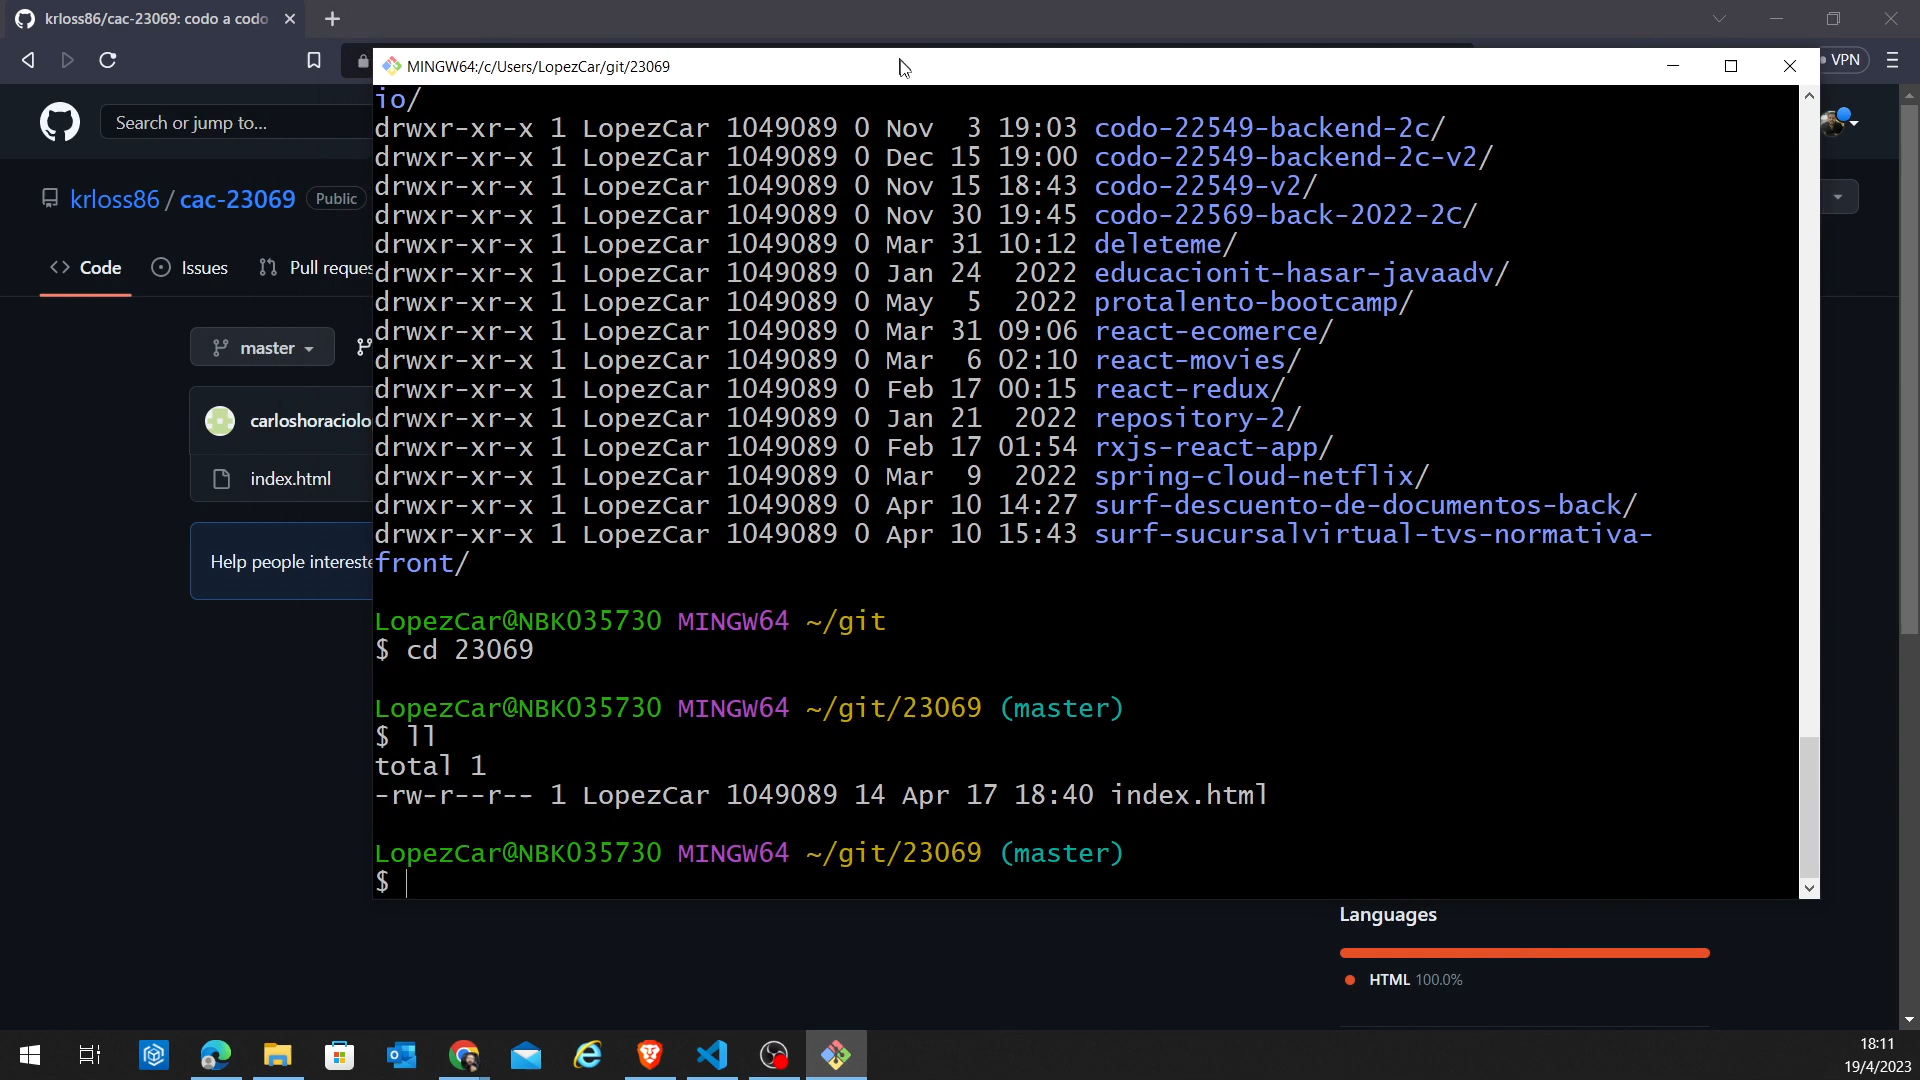 krloss86/cac-23069: codo a codo
VPN
MINGW64:/c/Users/LopezCar/git/23069
Search or jump to...
krloss86 / cac-23069 Public
Code Issues Pull reques
master
carloshoraciolo
index.html
Help people intereste
io/
drwxr-xr-x 1 LopezCar 1049089 0 Nov  3 19:03 codo-22549-backend-2c/
drwxr-xr-x 1 LopezCar 1049089 0 Dec 15 19:00 codo-22549-backend-2c-v2/
drwxr-xr-x 1 LopezCar 1049089 0 Nov 15 18:43 codo-22549-v2/
drwxr-xr-x 1 LopezCar 1049089 0 Nov 30 19:45 codo-22569-back-2022-2C/
drwxr-xr-x 1 LopezCar 1049089 0 Mar 31 10:12 deleteme/
drwxr-xr-x 1 LopezCar 1049089 0 Jan 24  2022 educacionit-hasar-javaadv/
drwxr-xr-x 1 LopezCar 1049089 0 May  5  2022 protalento-bootcamp/
drwxr-xr-x 1 LopezCar 1049089 0 Mar 31 09:06 react-ecomerce/
drwxr-xr-x 1 LopezCar 1049089 0 Mar  6 02:10 react-movies/
drwxr-xr-x 1 LopezCar 1049089 0 Feb 17 00:15 react-redux/
drwxr-xr-x 1 LopezCar 1049089 0 Jan 21  2022 repository-2/
drwxr-xr-x 1 LopezCar 1049089 0 Feb 17 01:54 rxjs-react-app/
drwxr-xr-x 1 LopezCar 1049089 0 Mar  9  2022 spring-cloud-netflix/
drwxr-xr-x 1 LopezCar 1049089 0 Apr 10 14:27 surf-descuento-de-documentos-back/
drwxr-xr-x 1 LopezCar 1049089 0 Apr 10 15:43 surf-sucursalvirtual-tvs-normativa-
front/
LopezCar@NBK035730 MINGW64 ~/git
$ cd 23069
LopezCar@NBK035730 MINGW64 ~/git/23069 (master)
$ ll
total 1
-rw-r--r-- 1 LopezCar 1049089 14 Apr 17 18:40 index.html
LopezCar@NBK035730 MINGW64 ~/git/23069 (master)
$
Languages
HTML 100.0%
18:11
19/4/2023